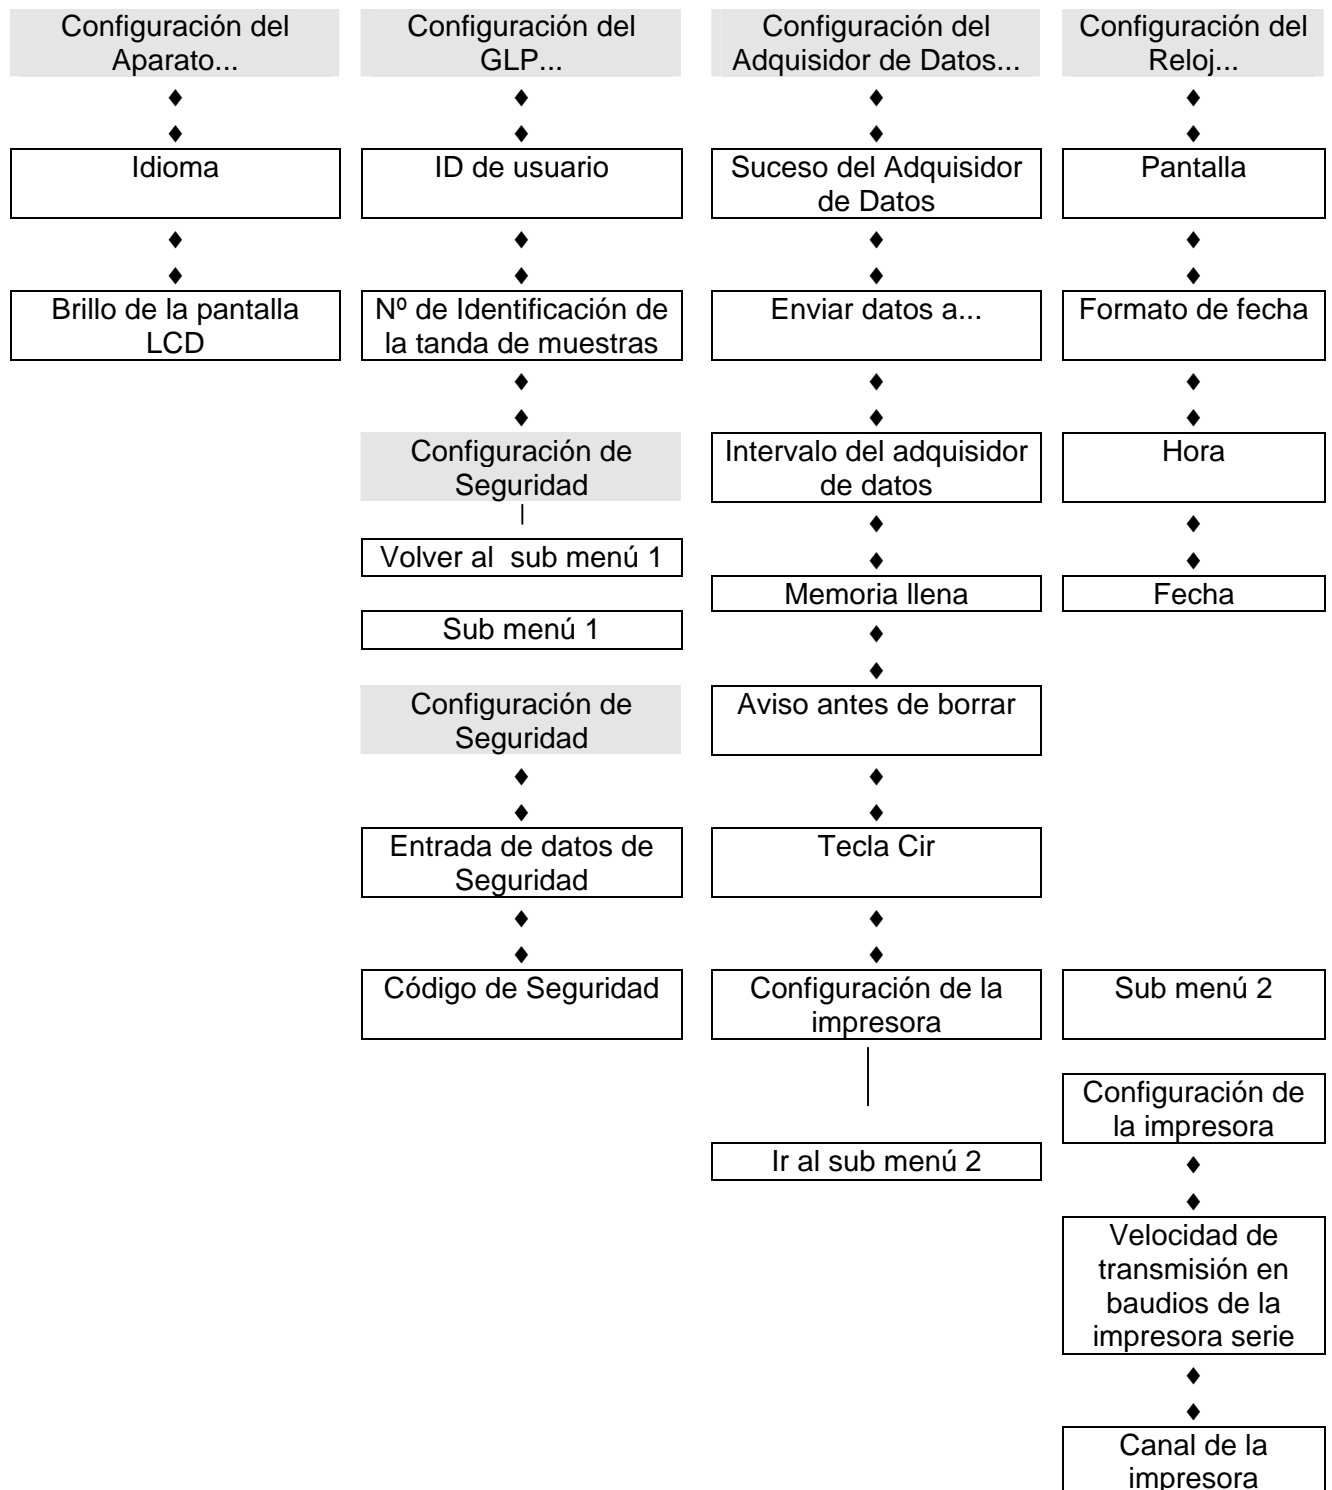 Configuración del
Aparato...
Idioma
Brillo de la pantalla
LCD
Configuración del
GLP...
ID de usuario
Nº de Identificación de
la tanda de muestras
Configuración de
Seguridad
Volver al  sub menú 1
Sub menú 1
Configuración de
Seguridad
Entrada de datos de
Seguridad
Código de Seguridad
Configuración del
Adquisidor de Datos...
Suceso del Adquisidor
de Datos
Enviar datos a...
Intervalo del adquisidor
de datos
Memoria llena
Aviso antes de borrar
Tecla Cir
Configuración de la
impresora
Ir al sub menú 2
Configuración del
Reloj...
Pantalla
Formato de fecha
Hora
Fecha
Sub menú 2
Configuración de
la impresora
Velocidad de
transmisión en
baudios de la
impresora serie
Canal de la
impresora